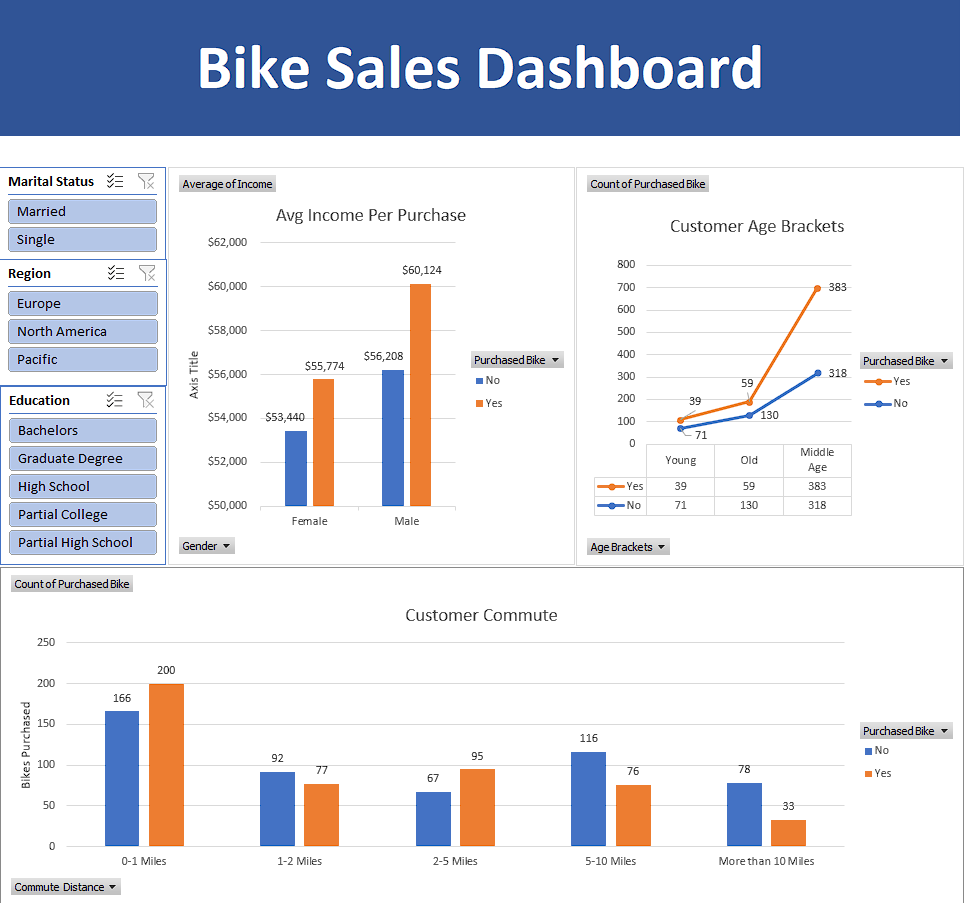 Bike Sales Dashboard
Marital Status
Married
Single
Region
Europe
North America
Pacific
Education
Bachelors
Graduate Degree
High School
Partial College
Partial High School
Average of Income
Avg Income Per Purchase
$62,000
$60,000
$58,000
$56,000
$54,000
$52,000
$50,000
Axis Title
$53,440
$55,774
$56,208
$60,124
Female Male
Purchased Bike
No
Yes
Gender
Count of Purchased Bike
Customer Age Brackets
800
700
600
500
400
300
200
100
0
39
71
59
130
383
318
Young Old Middle Age
Yes 39 59 383
No 71 130 318
Purchased Bike
Yes
No
Age Brackets
Count of Purchased Bike
Customer Commute
250
200
150
100
50
0
Bikes Purchased
166 200
92 77
67 95
116 76
78 33
0-1 Miles 1-2 Miles 2-5 Miles 5-10 Miles More than 10 Miles
Purchased Bike
No
Yes
Commute Distance